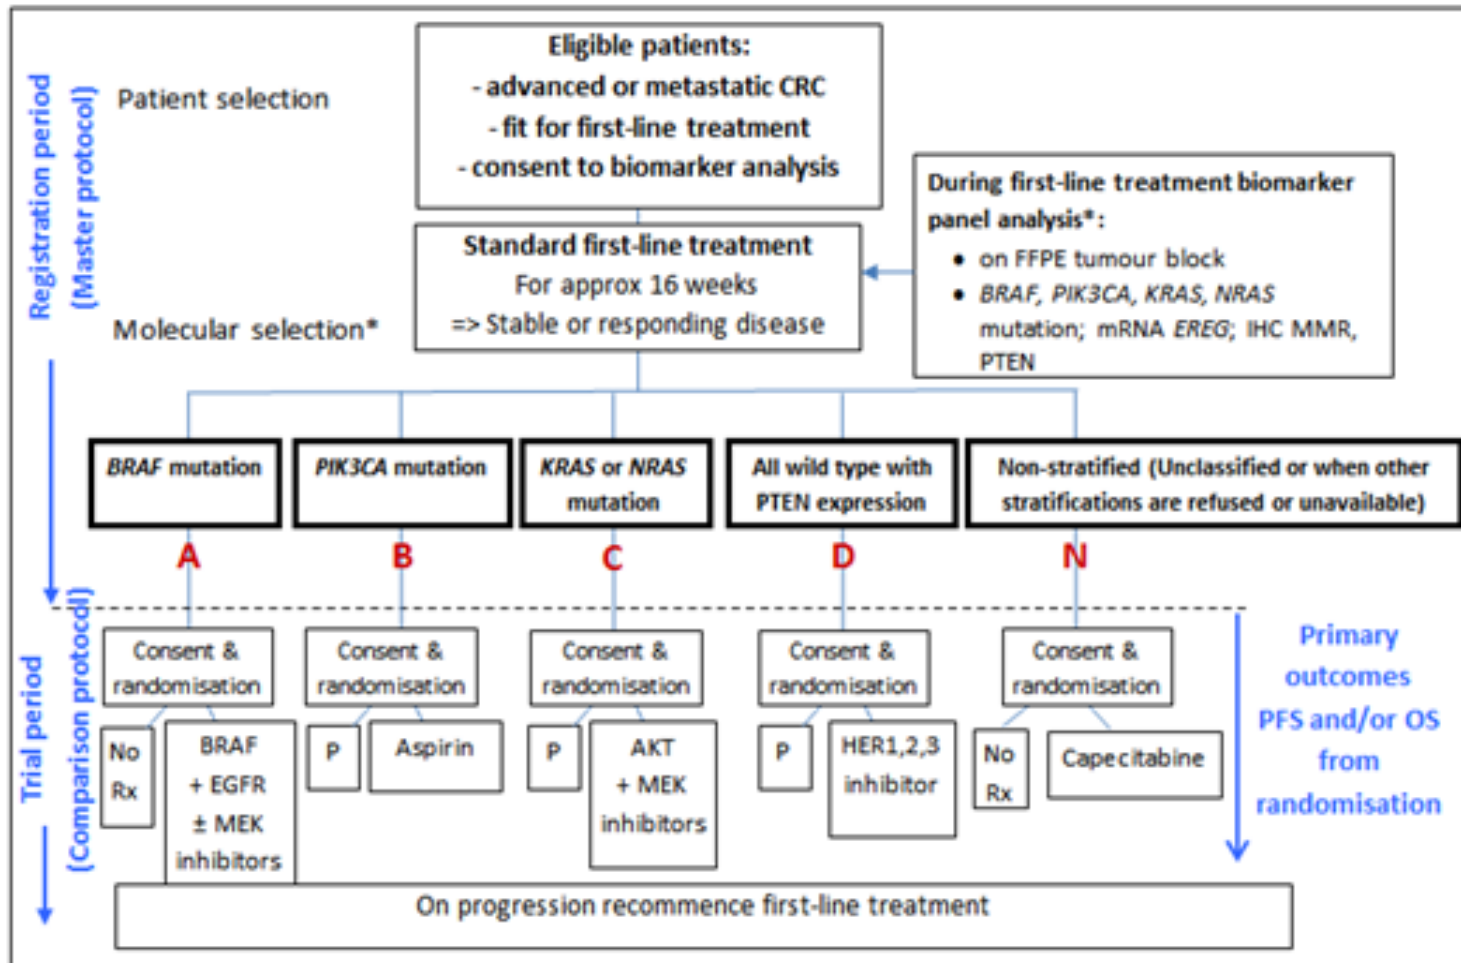 Registration period
(Master protocol)
Patient selection
Eligible patients:
- advanced or metastatic CRC
- fit for first-line treatment
- consent to biomarker analysis
During first-line treatment biomarker
panel analysis*:
• on FFPE tumour block
• BRAF, PIK3CA, KRAS, NRAS
mutation; mRNA EREG; IHC MMR,
PTEN
Standard first-line treatment
For approx 16 weeks
=> Stable or responding disease
Molecular selection*
BRAF mutation
PIK3CA mutation
KRAS or NRAS
mutation
All wild type with
PTEN expression
Non-stratified (Unclassified or when other
stratifications are refused or unavailable)
A
B
C
D
N
Trial period
(Comparison protocol)
Consent &
randomisation
No
Rx
BRAF
+ EGFR
± MEK
inhibitors
Consent &
randomisation
P
Aspirin
Consent &
randomisation
P
AKT
+ MEK
inhibitors
Consent &
randomisation
P
HER1,2,3
inhibitor
Consent &
randomisation
No
Rx
Capecitabine
Primary
outcomes
PFS and/or OS
from
randomisation
On progression recommence first-line treatment